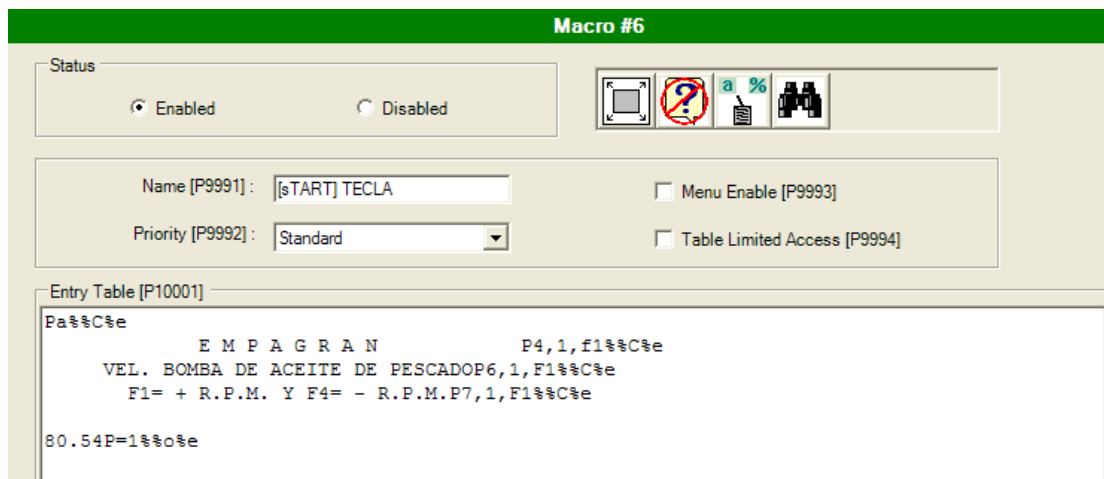 Macro #6
Status
Enabled Disabled
a %
Name [P9991] : [sTART] TECLA
Menu Enable [P9993]
Priority [P9992] : Standard
Table Limited Access [P9994]
Entry Table [P10001]
Pa%%C%e
E M P A G R A N P4,1,f1%%C%e
VEL. BOMBA DE ACEITE DE PESCADOP6,1,F1%%C%e
F1= + R.P.M. Y F4= - R.P.M.P7,1,F1%%C%e
80.54P=1%%o%e